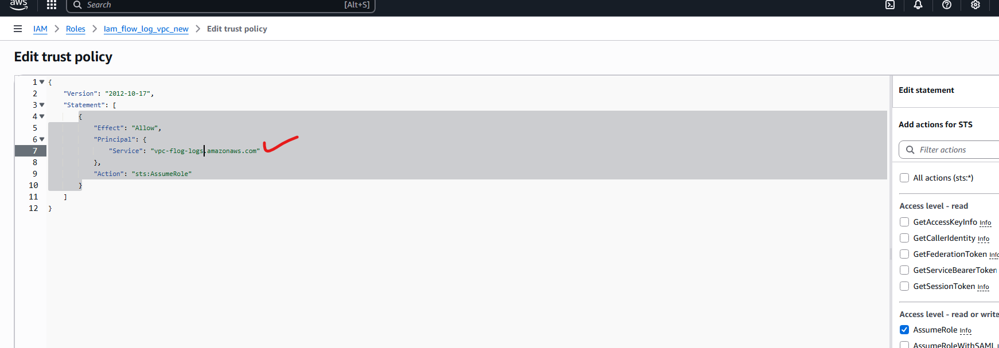 aws
Search [Alt+S]
IAM > Roles > Iam_flow_log_vpc_new > Edit trust policy
Edit trust policy
1 {
2 "Version": "2012-10-17",
3 "Statement": [
4 {
5 "Effect": "Allow",
6 "Principal": {
7 "Service": "vpc-flog-logs.amazonaws.com"
8 },
9 "Action": "sts:AssumeRole"
10 }
11 ]
12 }
Edit statement
Add actions for STS
Filter actions
All actions (sts:*)
Access level - read
GetAccessKeyInfo Info
GetCallerIdentity Info
GetFederationToken Info
GetServiceBearerToken
GetSessionToken Info
Access level - read or write
AssumeRole Info
AssumeRoleWithSAML